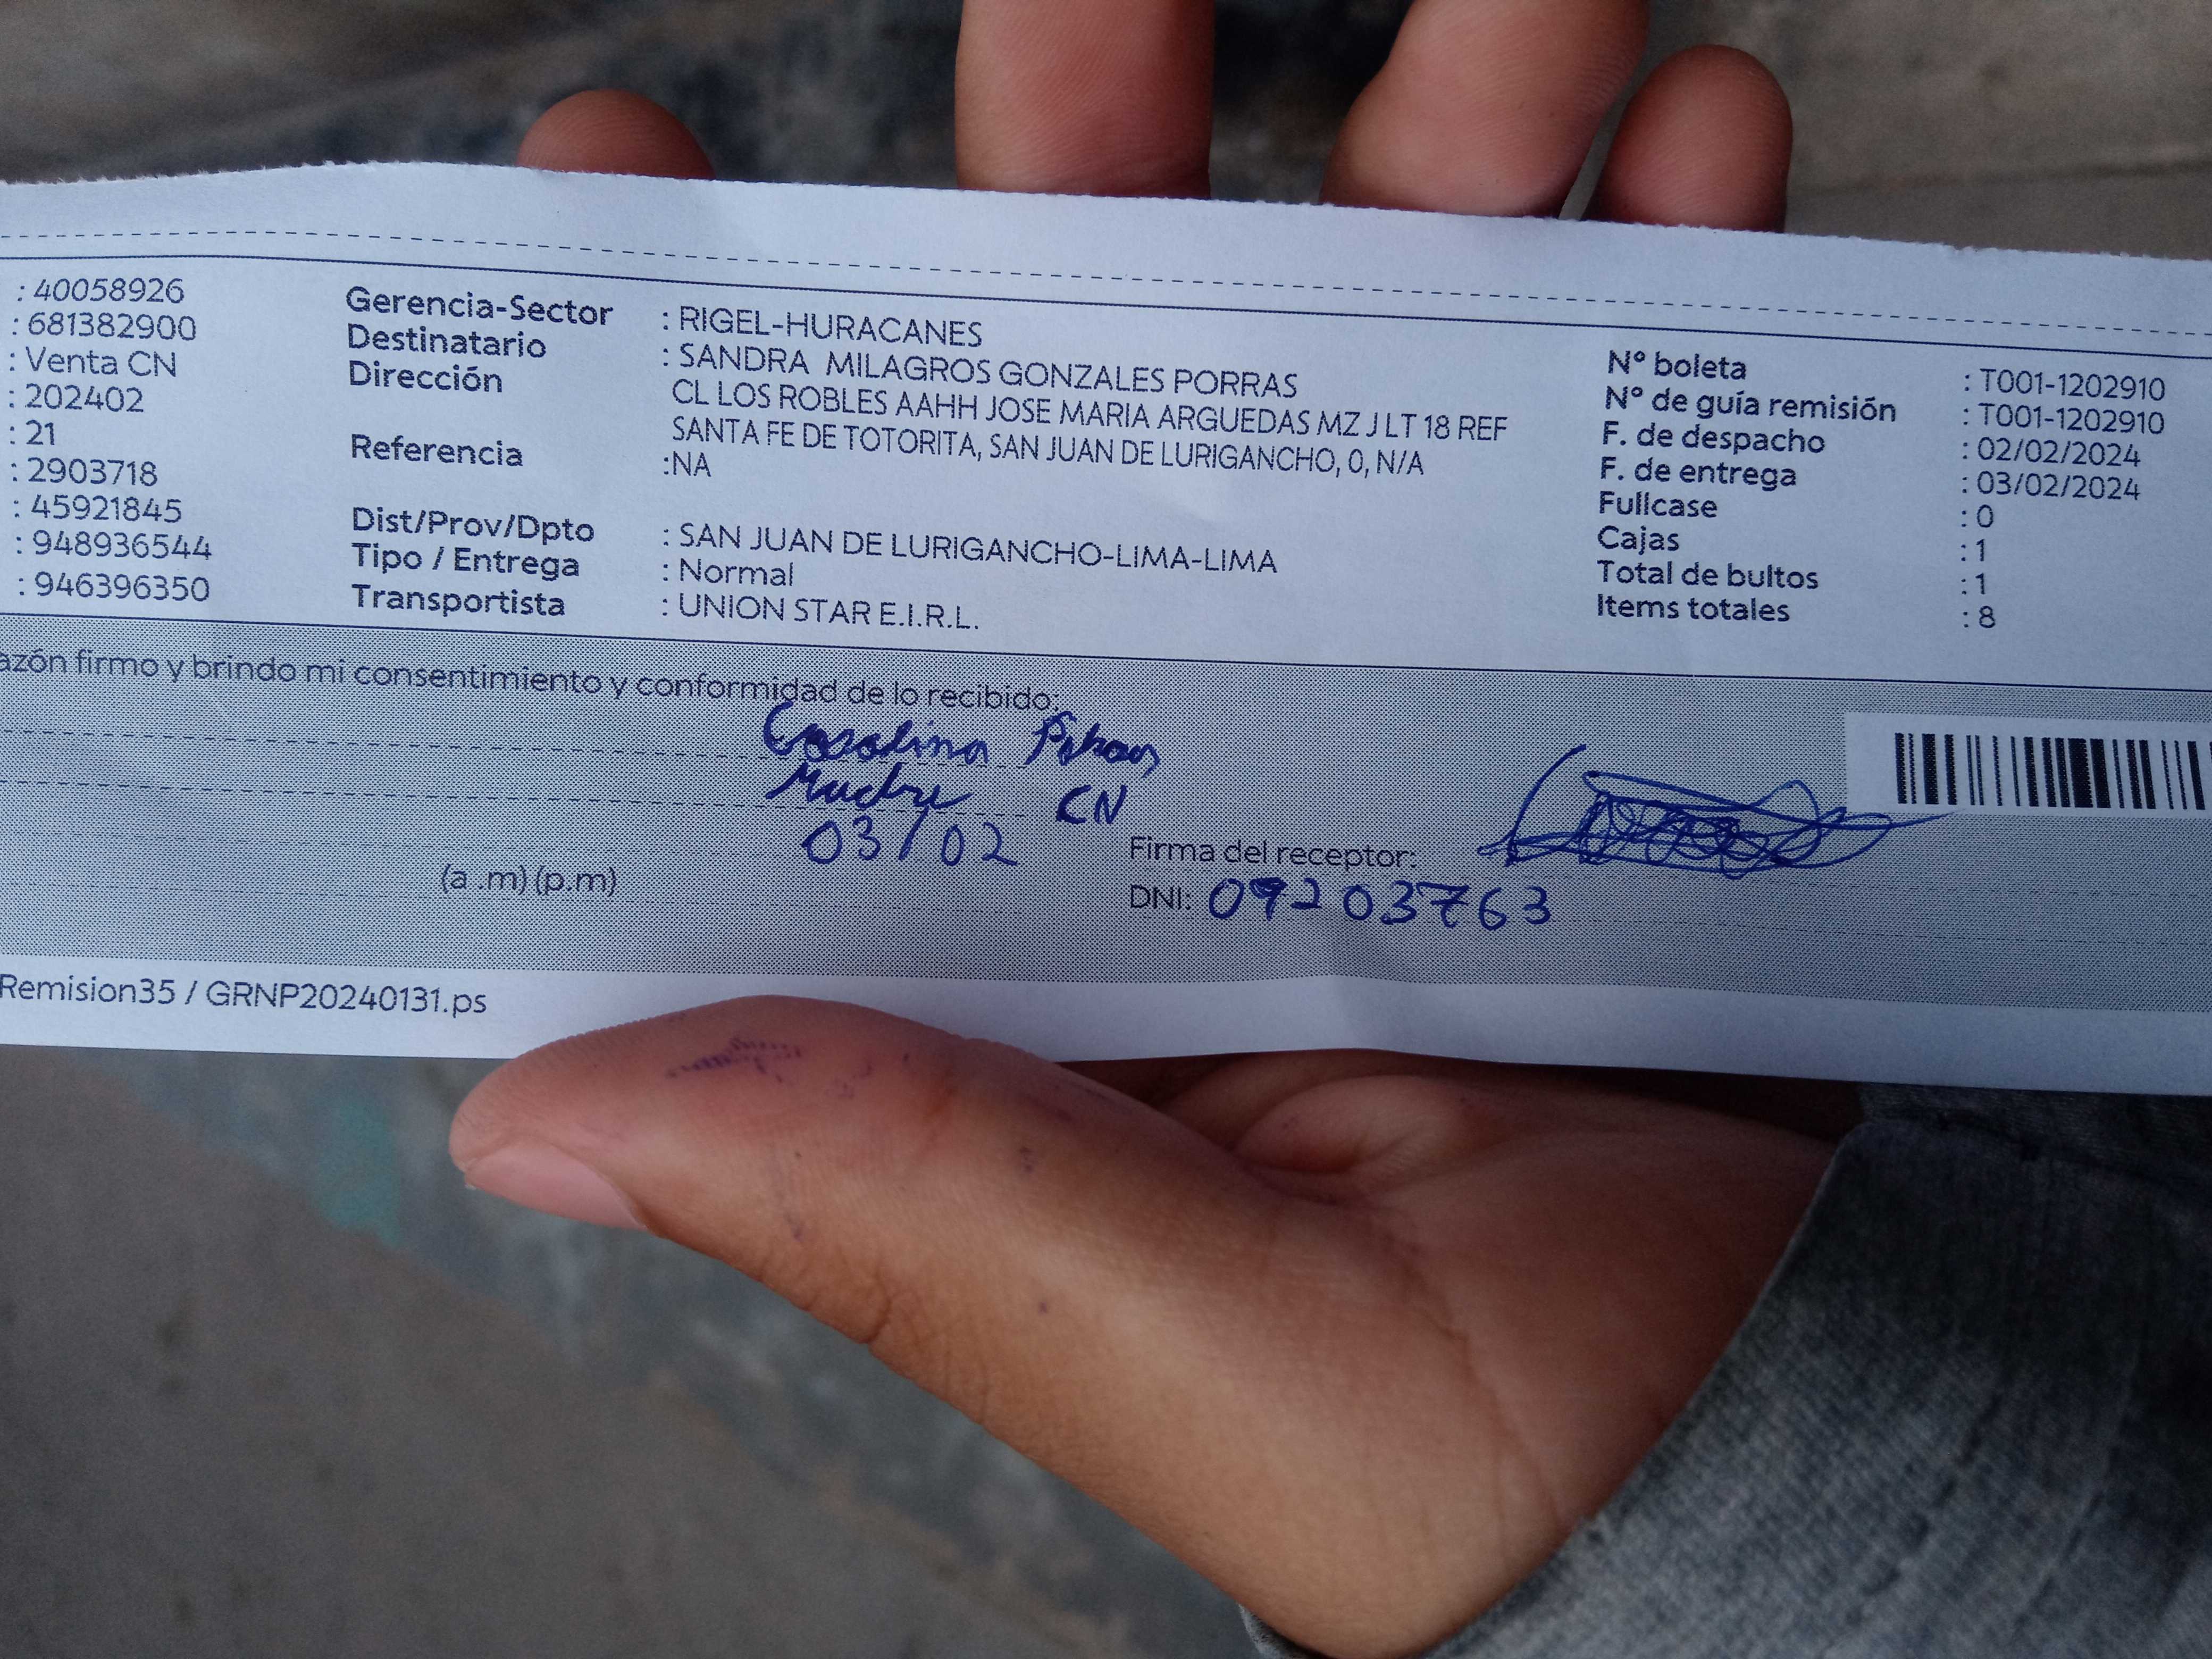 : 40058926
: 681382900
: Venta CN
: 202402
: 21
: 2903718
: 45921845
: 948936544
: 946396350
Gerencia-Sector : RIGEL-HURACANES
Destinatario : SANDRA MILAGROS GONZALES PORRAS
Dirección CL LOS ROBLES AAHH JOSE MARIA ARGUEDAS MZ J LT 18 REF
SANTA FE DE TOTORITA, SAN JUAN DE LURIGANCHO, 0, N/A
Referencia :NA
Dist/Prov/Dpto : SAN JUAN DE LURIGANCHO-LIMA-LIMA
Tipo / Entrega : Normal
Transportista : UNION STAR E.I.R.L.
Nº boleta : T001-1202910
Nº de guía remisión : T001-1202910
F. de despacho : 02/02/2024
F. de entrega : 03/02/2024
Fullcase : 0
Cajas : 1
Total de bultos : 1
Items totales : 8
azón firmo y brindo mi consentimiento y conformidad de lo recibido:
Madre CN
03/02
(a .m) (p.m)
Firma del receptor:
DNI: 09203763
Remision35 / GRNP20240131.ps